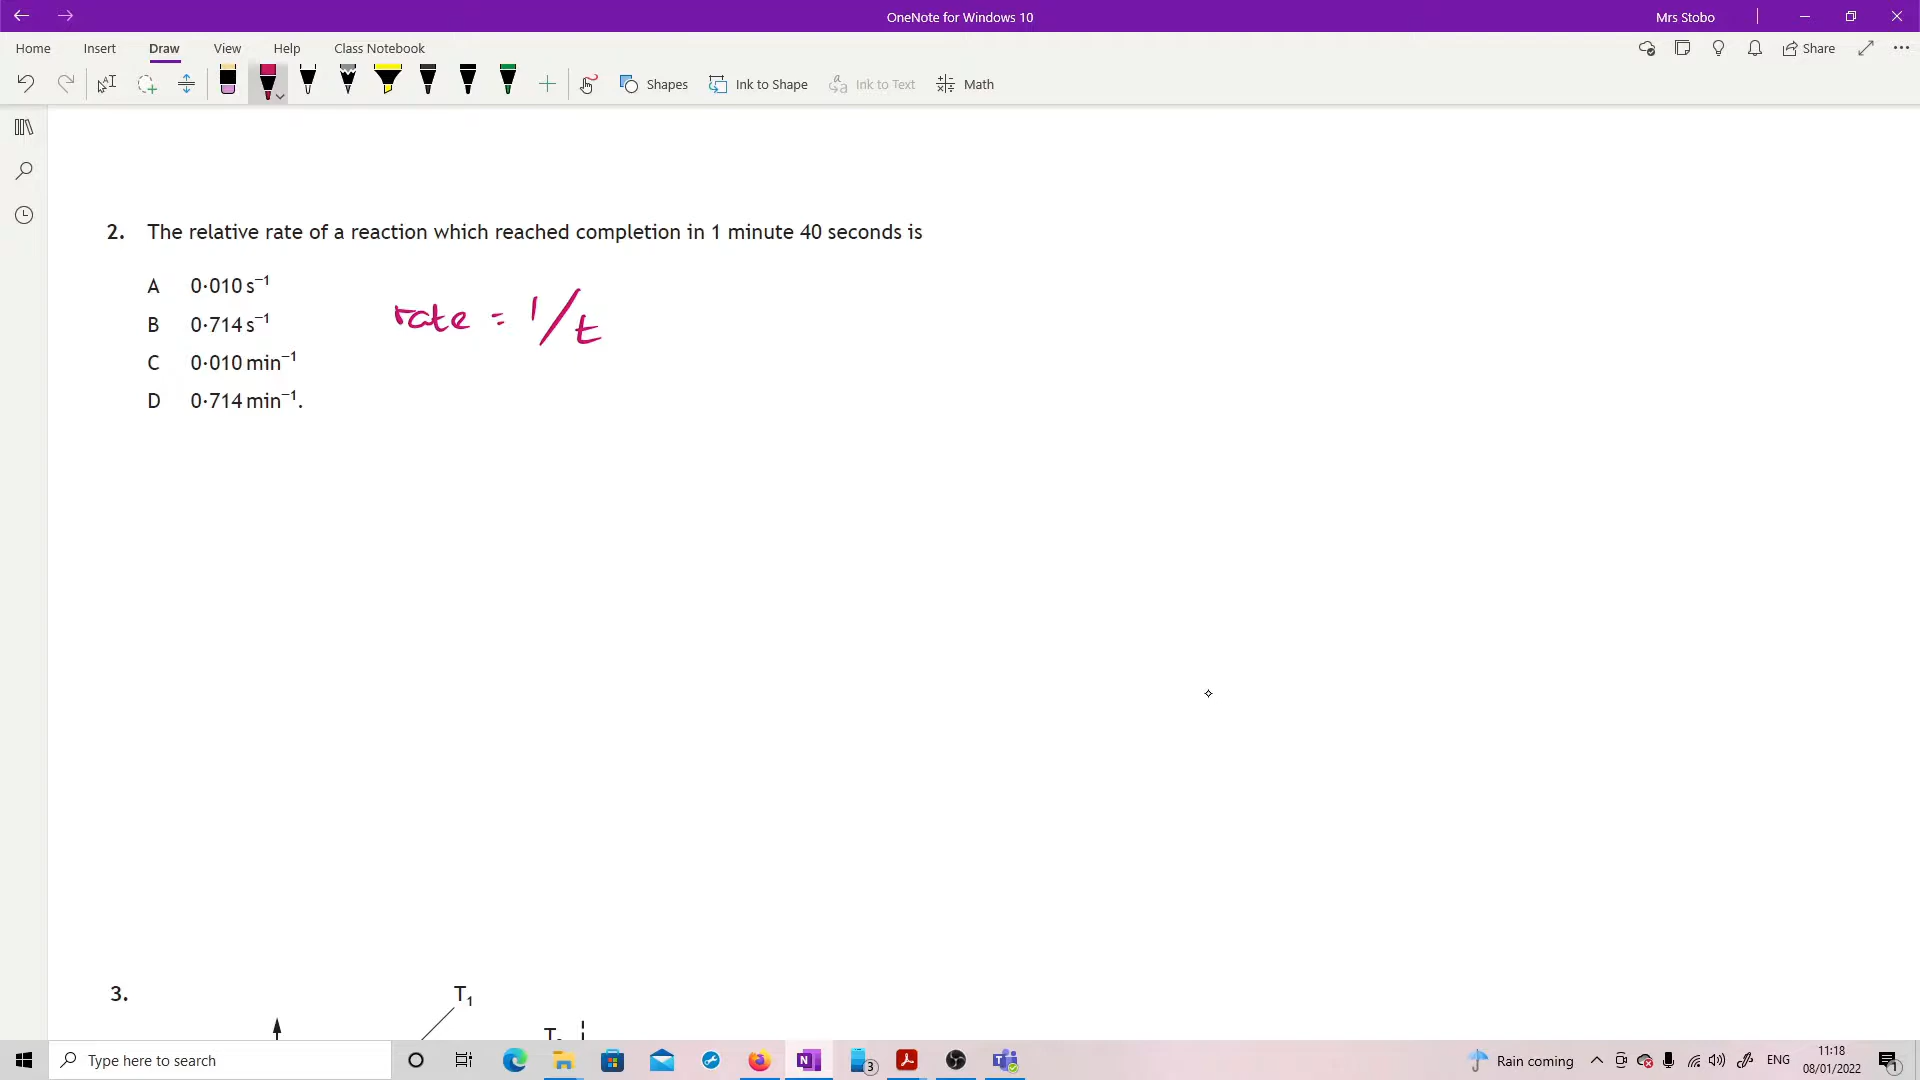 OneNote for Windows 10
Mrs Stobo
Home Insert Draw View Help Class Notebook
Share
Shapes Ink to Shape Ink to Text Math
2. The relative rate of a reaction which reached completion in 1 minute 40 seconds is
A 0·010 s⁻¹
B 0·714 s⁻¹
C 0·010 min⁻¹
D 0·714 min⁻¹.
rate = 1/t
3.
T₁
Type here to search
3
Rain coming
ENG
11:18
08/01/2022
1